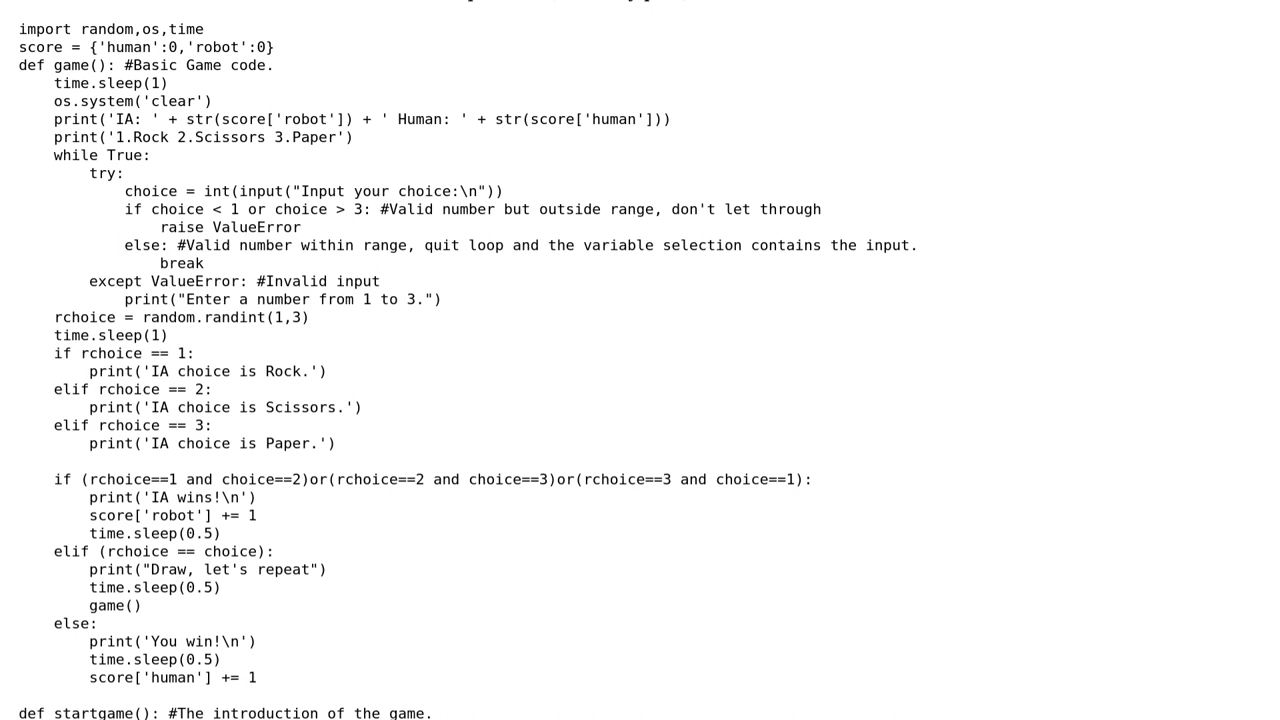 import random,os,time
score = {'human':0,'robot':0}
def game(): #Basic Game code.
    time.sleep(1)
    os.system('clear')
    print('IA: ' + str(score['robot']) + ' Human: ' + str(score['human']))
    print('1.Rock 2.Scissors 3.Paper')
    while True:
        try:
            choice = int(input("Input your choice:\n"))
            if choice < 1 or choice > 3: #Valid number but outside range, don't let through
                raise ValueError
            else: #Valid number within range, quit loop and the variable selection contains the input.
                break
        except ValueError: #Invalid input
            print("Enter a number from 1 to 3.")
    rchoice = random.randint(1,3)
    time.sleep(1)
    if rchoice == 1:
        print('IA choice is Rock.')
    elif rchoice == 2:
        print('IA choice is Scissors.')
    elif rchoice == 3:
        print('IA choice is Paper.')

    if (rchoice==1 and choice==2)or(rchoice==2 and choice==3)or(rchoice==3 and choice==1):
        print('IA wins!\n')
        score['robot'] += 1
        time.sleep(0.5)
    elif (rchoice == choice):
        print("Draw, let's repeat")
        time.sleep(0.5)
        game()
    else:
        print('You win!\n')
        time.sleep(0.5)
        score['human'] += 1

def startgame(): #The introduction of the game.